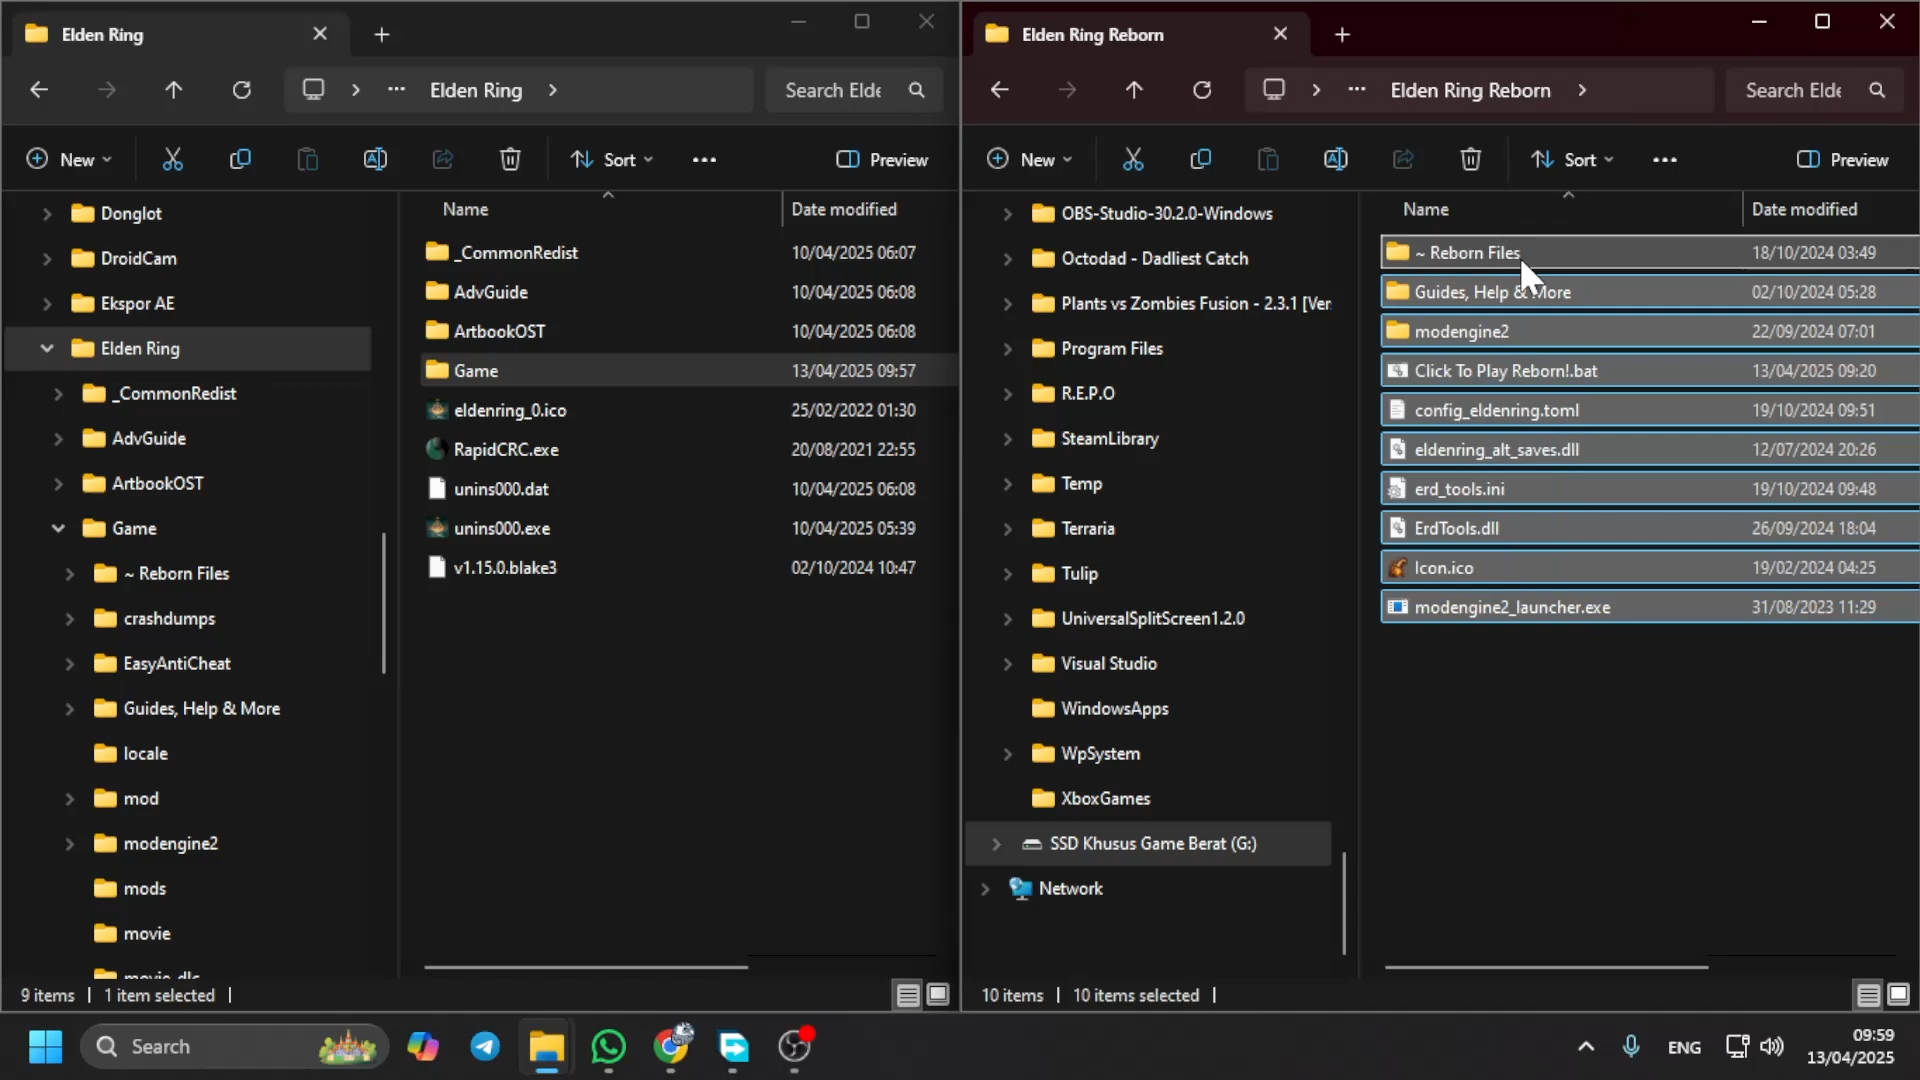 Elden Ring
Elden Ring
Search Elde
New
Sort
Preview
Donglot
DroidCam
Ekspor AE
Elden Ring
_CommonRedist
AdvGuide
ArtbookOST
Game
~ Reborn Files
crashdumps
EasyAntiCheat
Guides, Help & More
locale
mod
modengine2
mods
movie
movie_dlc
Name Date modified
_CommonRedist 10/04/2025 06:07
AdvGuide 10/04/2025 06:08
ArtbookOST 10/04/2025 06:08
Game 13/04/2025 09:57
eldenring_0.ico 25/02/2022 01:30
RapidCRC.exe 20/08/2021 22:55
unins000.dat 10/04/2025 06:08
unins000.exe 10/04/2025 05:39
v1.15.0.blake3 02/10/2024 10:47
9 items 1 item selected
Elden Ring Reborn
Elden Ring Reborn
Search Elde
New
Sort
Preview
OBS-Studio-30.2.0-Windows
Octodad - Dadliest Catch
Plants vs Zombies Fusion - 2.3.1 [Ver
Program Files
R.E.P.O
SteamLibrary
Temp
Terraria
Tulip
UniversalSplitScreen1.2.0
Visual Studio
WindowsApps
WpSystem
XboxGames
SSD Khusus Game Berat (G:)
Network
Name Date modified
~ Reborn Files 18/10/2024 03:49
Guides, Help & More 02/10/2024 05:28
modengine2 22/09/2024 07:01
Click To Play Reborn!.bat 13/04/2025 09:20
config_eldenring.toml 19/10/2024 09:51
eldenring_alt_saves.dll 12/07/2024 20:26
erd_tools.ini 19/10/2024 09:48
ErdTools.dll 26/09/2024 18:04
Icon.ico 19/02/2024 04:25
modengine2_launcher.exe 31/08/2023 11:29
10 items 10 items selected
Search
ENG
09:59
13/04/2025